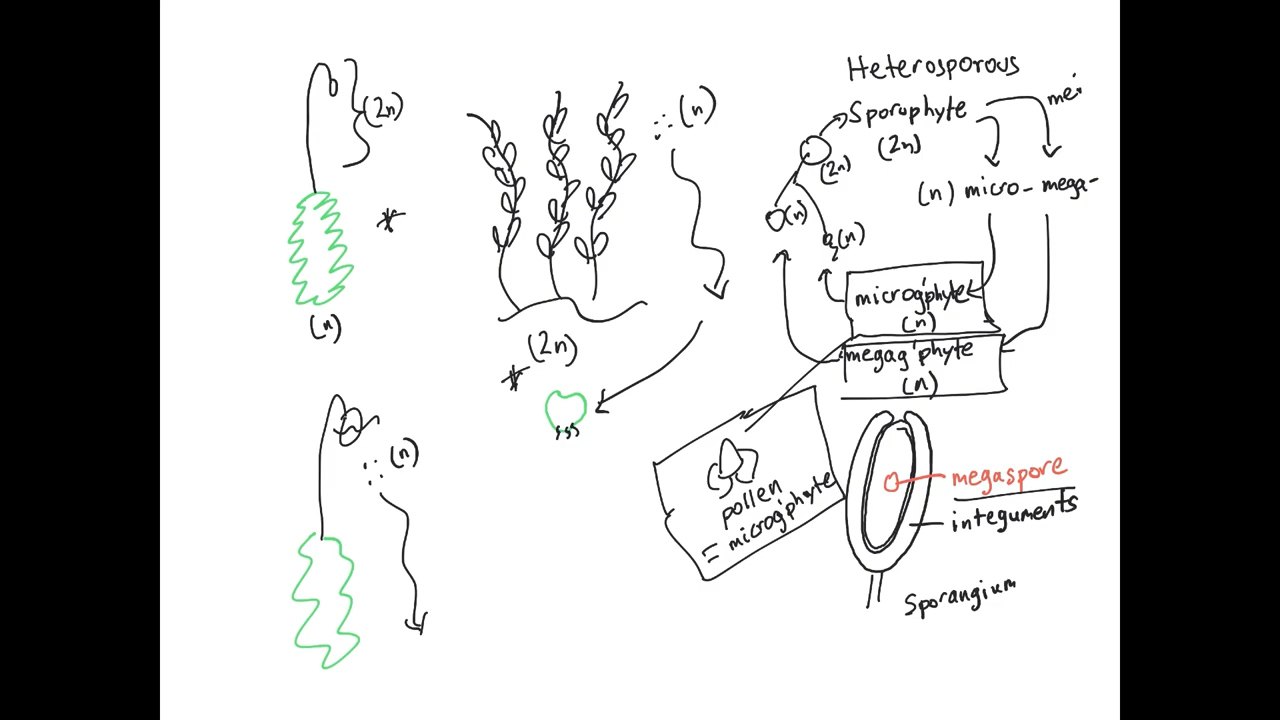 (2n)
(n)
(n)
(2n)
(n)
Heterosporous
Sporophyte
(2n)
mei
(2n)
(n) micro- mega-
(n)
(n)
microg'phyte
(n)
megag'phyte
(n)
pollen
= microg'phyte
megaspore
integuments
Sporangium